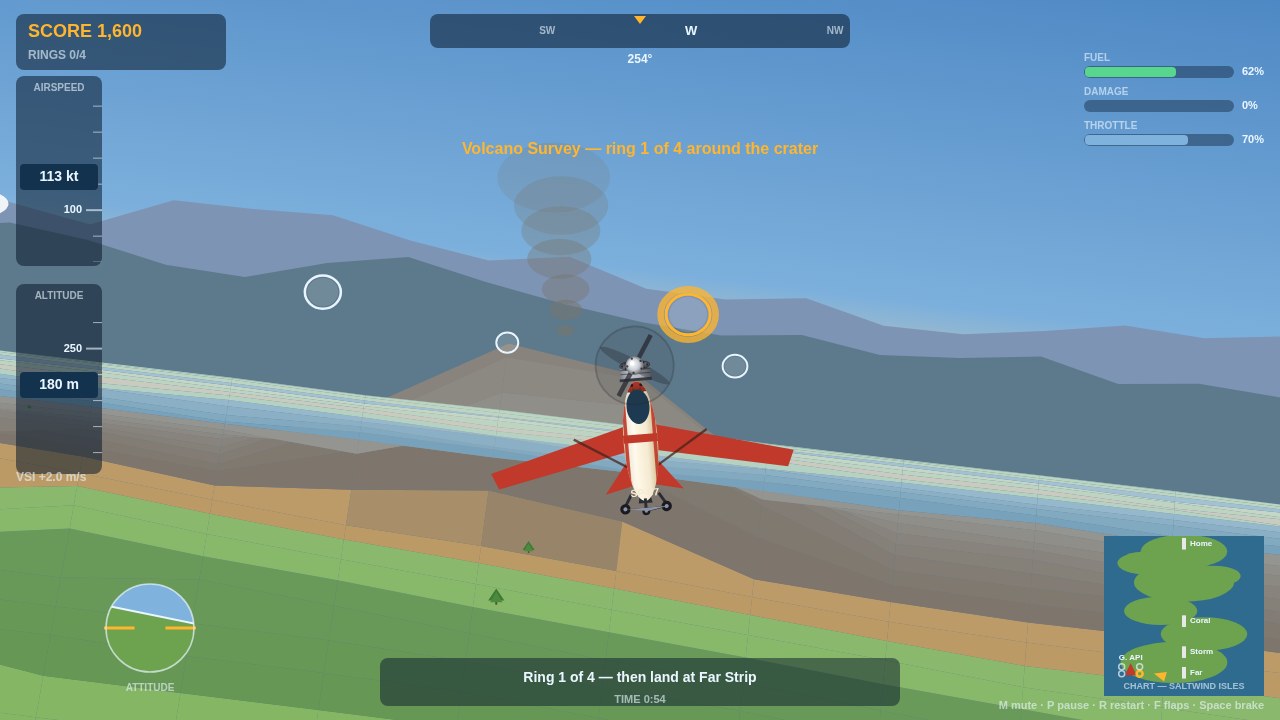 SCORE 1,600
RINGS 0/4
SW
W
NW
254°
FUEL
62%
DAMAGE
0%
THROTTLE
70%
AIRSPEED
113 kt
100
Volcano Survey — ring 1 of 4 around the crater
ALTITUDE
250
180 m
VSI +2.0 m/s
ATTITUDE
Ring 1 of 4 — then land at Far Strip
TIME 0:54
Home
Coral
Storm
G. API
Far
CHART — SALTWIND ISLES
M mute · P pause · R restart · F flaps · Space brake